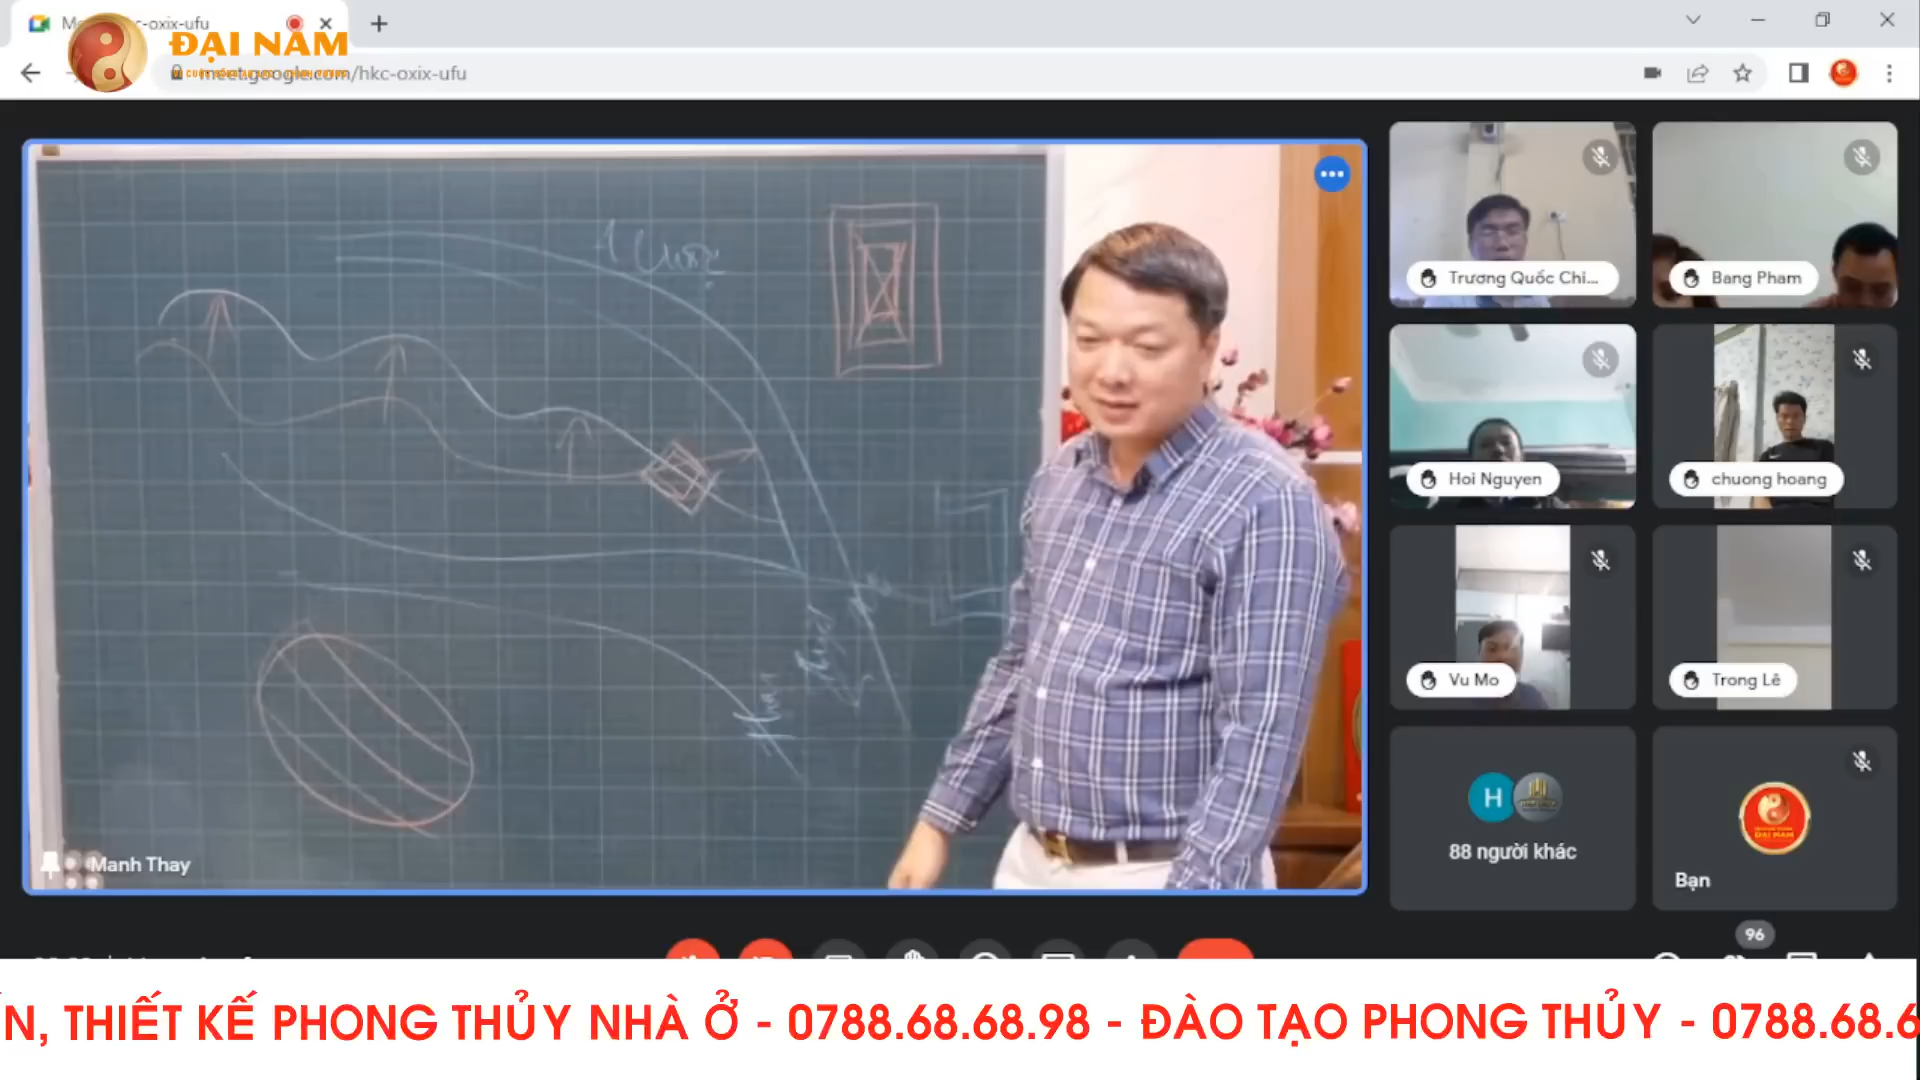 ĐẠI NAM
meet.google.com/hkc-oxix-ufu
Trương Quốc Chi...
Bang Pham
Hoi Nguyen
chuong hoang
Vu Mo
Trong Lê
H
88 người khác
Bạn
Manh Thay
96
N, THIẾT KẾ PHONG THỦY NHÀ Ở - 0788.68.68.98 - ĐÀO TẠO PHONG THỦY - 0788.68.6